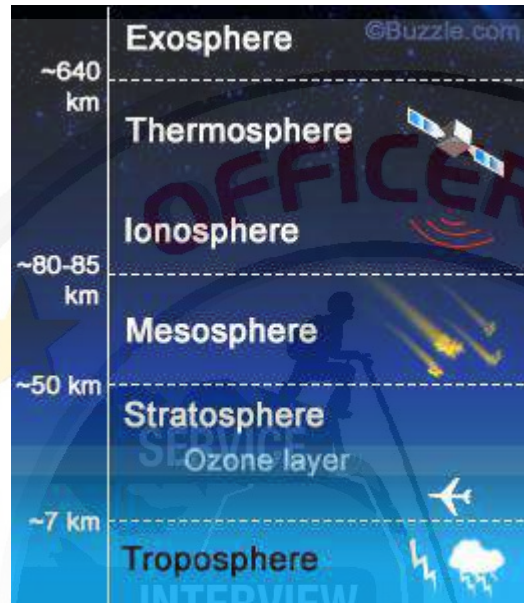 Exosphere
©Buzzle.com
~640
km
Thermosphere
OFFICER
Ionosphere
~80-85
km
Mesosphere
~50 km
Stratosphere
SERVICE
Ozone layer
~7 km
Troposphere
INTERVIEW